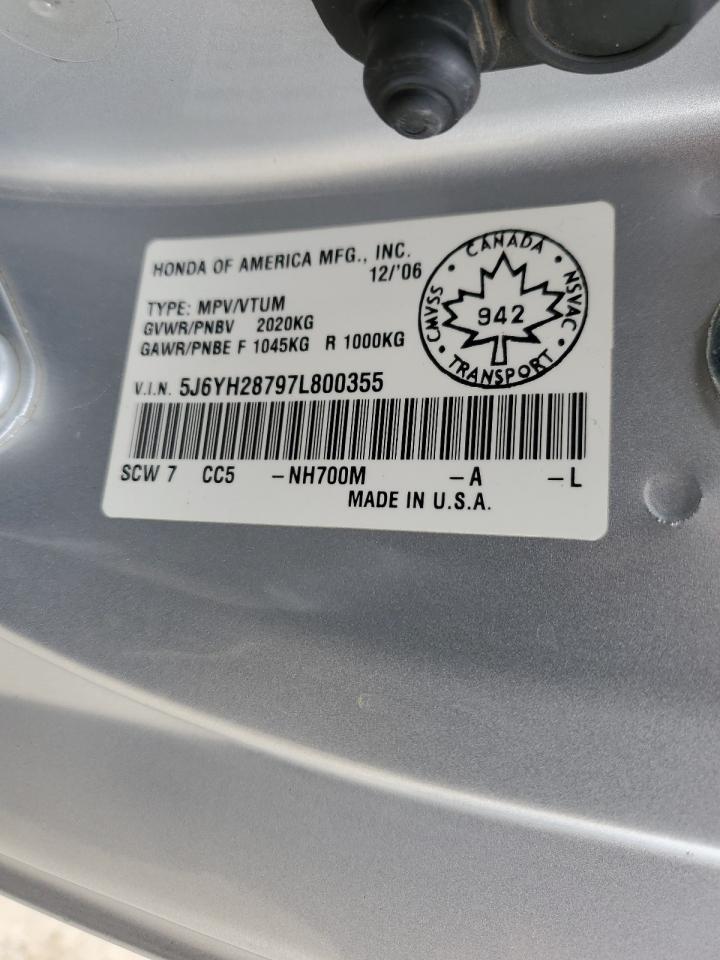 HONDA OF AMERICA MFG., INC.
12/'06
TYPE: MPV/VTUM
GVWR/PNBV 2020KG
GAWR/PNBE F 1045KG R 1000KG
CANADA
CMVSS
942
NSVAC
TRANSPORT
V.I.N. 5J6YH28797L800355
SCW 7 CC5 -NH700M -A -L
MADE IN U.S.A.